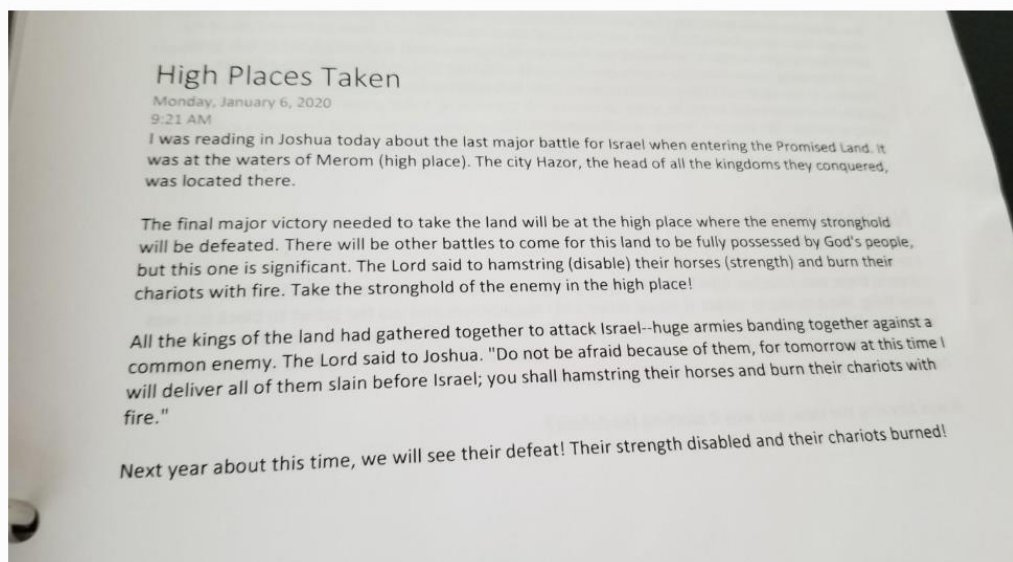 High Places Taken
Monday, January 6, 2020
9:21 AM
I was reading in Joshua today about the last major battle for Israel when entering the Promised Land. It
was at the waters of Merom (high place). The city Hazor, the head of all the kingdoms they conquered,
was located there.
The final major victory needed to take the land will be at the high place where the enemy stronghold
will be defeated. There will be other battles to come for this land to be fully possessed by God's people,
but this one is significant. The Lord said to hamstring (disable) their horses (strength) and burn their
chariots with fire. Take the stronghold of the enemy in the high place!
All the kings of the land had gathered together to attack Israel--huge armies banding together against a
common enemy. The Lord said to Joshua. "Do not be afraid because of them, for tomorrow at this time I
will deliver all of them slain before Israel; you shall hamstring their horses and burn their chariots with
fire."
Next year about this time, we will see their defeat! Their strength disabled and their chariots burned!